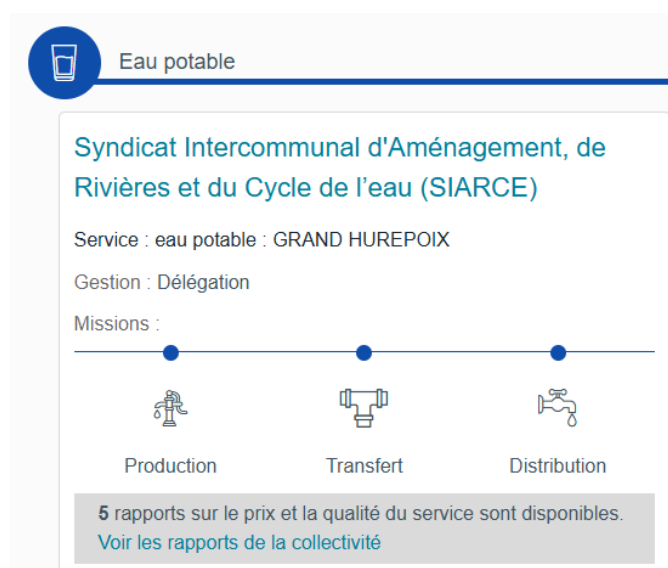 Eau potable
Syndicat Intercommunal d'Aménagement, de
Rivières et du Cycle de l’eau (SIARCE)
Service : eau potable : GRAND HUREPOIX
Gestion : Délégation
Missions :
Production Transfert Distribution
5 rapports sur le prix et la qualité du service sont disponibles.
Voir les rapports de la collectivité